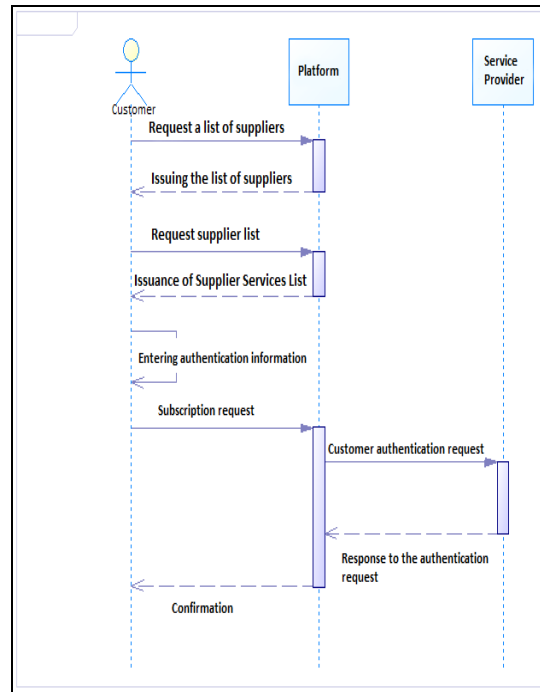 Customer
Platform
Service
Provider
Request a list of suppliers
Issuing the list of suppliers
Request supplier list
Issuance of Supplier Services List
Entering authentication information
Subscription request
Customer authentication request
Response to the authentication
request
Confirmation